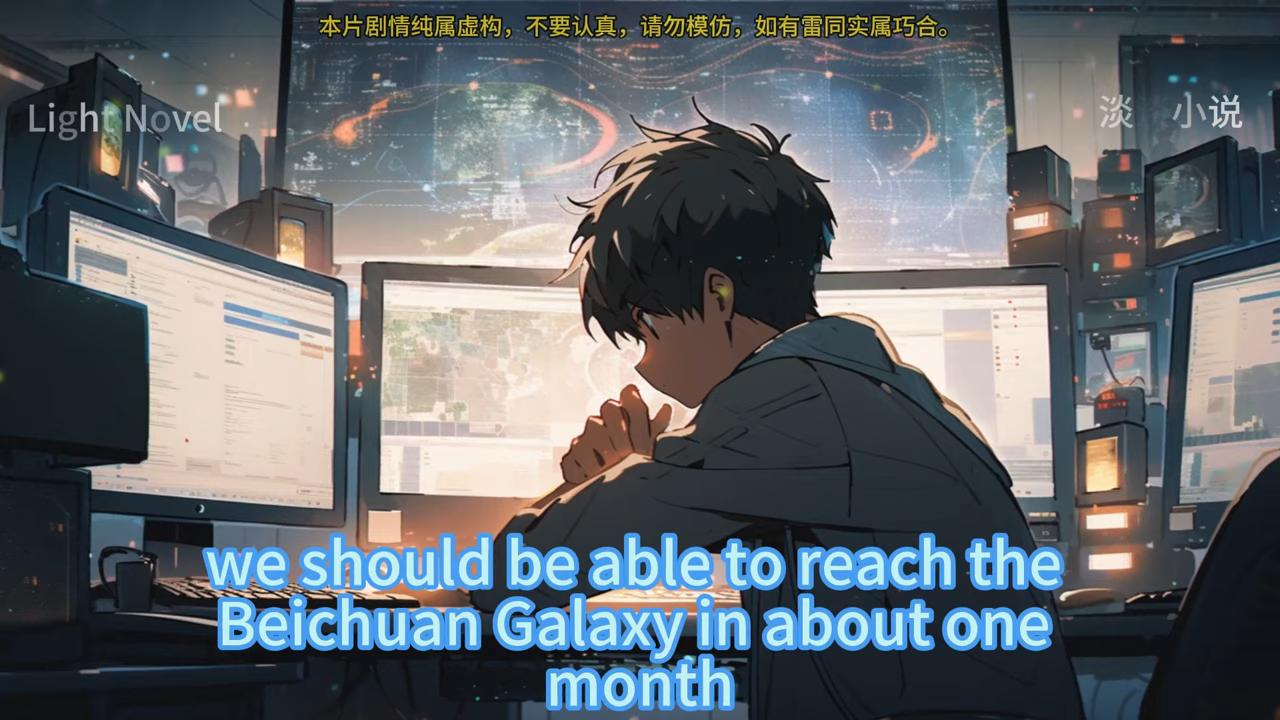 本片剧情纯属虚构，不要认真，请勿模仿，如有雷同实属巧合。
Light Novel
淡 小说
we should be able to reach the
Beichuan Galaxy in about one
month